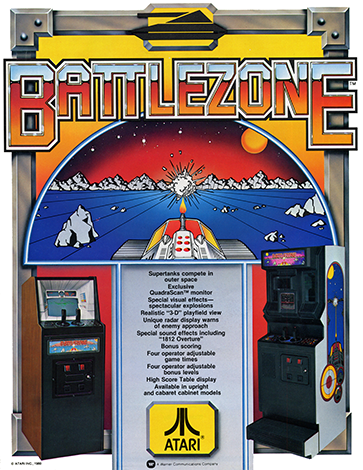 BATTLEZONE™
Supertanks compete in
outer space
Exclusive
QuadraScan™ monitor
Special visual effects—
spectacular explosions
Realistic "3-D" playfield view
Unique radar display warns
of enemy approach
Special sound effects including
"1812 Overture"
Bonus scoring
Four operator adjustable
game times
Four operator adjustable
bonus levels
High Score Table display
Available in upright
and cabaret cabinet models
ATARI®
© ATARI INC., 1980
A Warner Communications Company